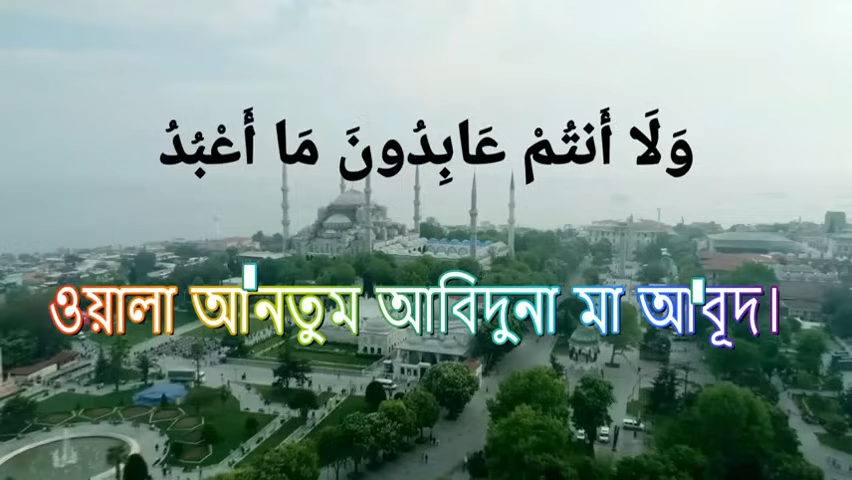 وَلَا أَنتُمْ عَابِدُونَ مَا أَعْبُدُ
ওয়ালা আ'নতুম আবিদুনা মা আ'বূদ।